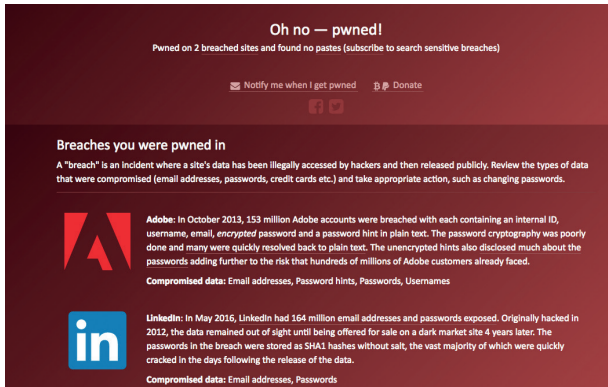 Oh no — pwned!
Pwned on 2 breached sites and found no pastes (subscribe to search sensitive breaches)
Notify me when I get pwned Donate
Breaches you were pwned in
A "breach" is an incident where a site's data has been illegally accessed by hackers and then released publicly. Review the types of data
that were compromised (email addresses, passwords, credit cards etc.) and take appropriate action, such as changing passwords.
Adobe: In October 2013, 153 million Adobe accounts were breached with each containing an internal ID,
username, email, encrypted password and a password hint in plain text. The password cryptography was poorly
done and many were quickly resolved back to plain text. The unencrypted hints also disclosed much about the
passwords adding further to the risk that hundreds of millions of Adobe customers already faced.
Compromised data: Email addresses, Password hints, Passwords, Usernames
in
LinkedIn: In May 2016, LinkedIn had 164 million email addresses and passwords exposed. Originally hacked in
2012, the data remained out of sight until being offered for sale on a dark market site 4 years later. The
passwords in the breach were stored as SHA1 hashes without salt, the vast majority of which were quickly
cracked in the days following the release of the data.
Compromised data: Email addresses, Passwords